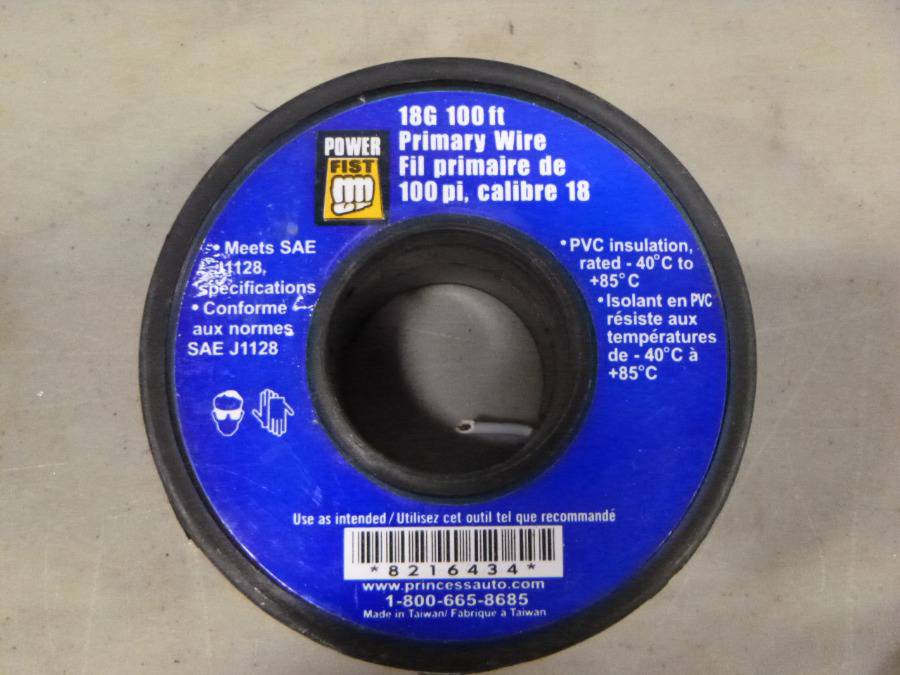 18G 100 ft
Primary Wire
Fil primaire de
100 pi, calibre 18
POWER
FIST
• Meets SAE
J1128,
specifications
• Conforme
aux normes
SAE J1128
• PVC insulation,
rated - 40°C to
+85°C
• Isolant en PVC
résiste aux
températures
de - 40°C à
+85°C
Use as intended / Utilisez cet outil tel que recommandé
*8216434*
www.princessauto.com
1-800-665-8685
Made in Taiwan/ Fabrique à Taiwan